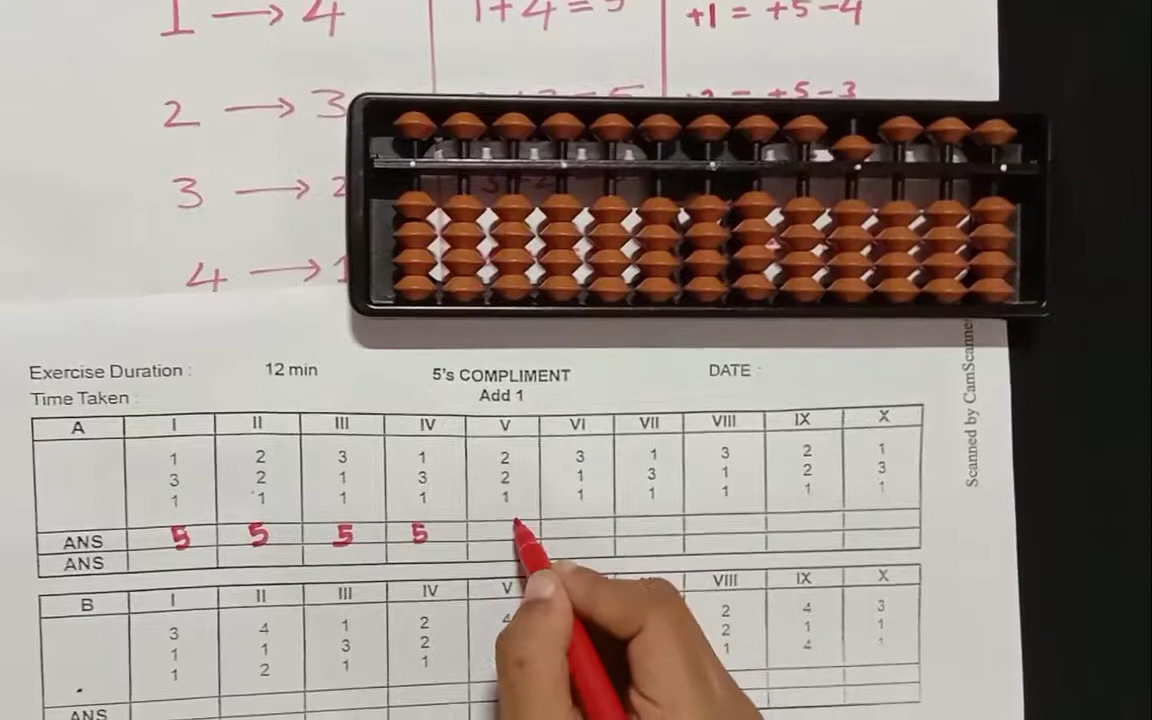 1 → 4 1+4=5 +1 = +5-4
2 → 3 +5-3
3 → 2
4 → 1
Exercise Duration : 12 min 5's COMPLIMENT DATE :
Time Taken : Add 1
A I II III IV V VI VII VIII IX X
1 2 3 1 2 3 1 3 2 1
3 2 1 3 2 1 3 1 2 3
1 1 1 1 1 1 1 1 1 1
ANS 5 5 5 5
ANS
B I II III IV V VIII IX X
3 4 1 2 4 2 4 3
1 1 3 2 2 1 1
1 2 1 1 1 4 1
ANS
Scanned by CamScanne